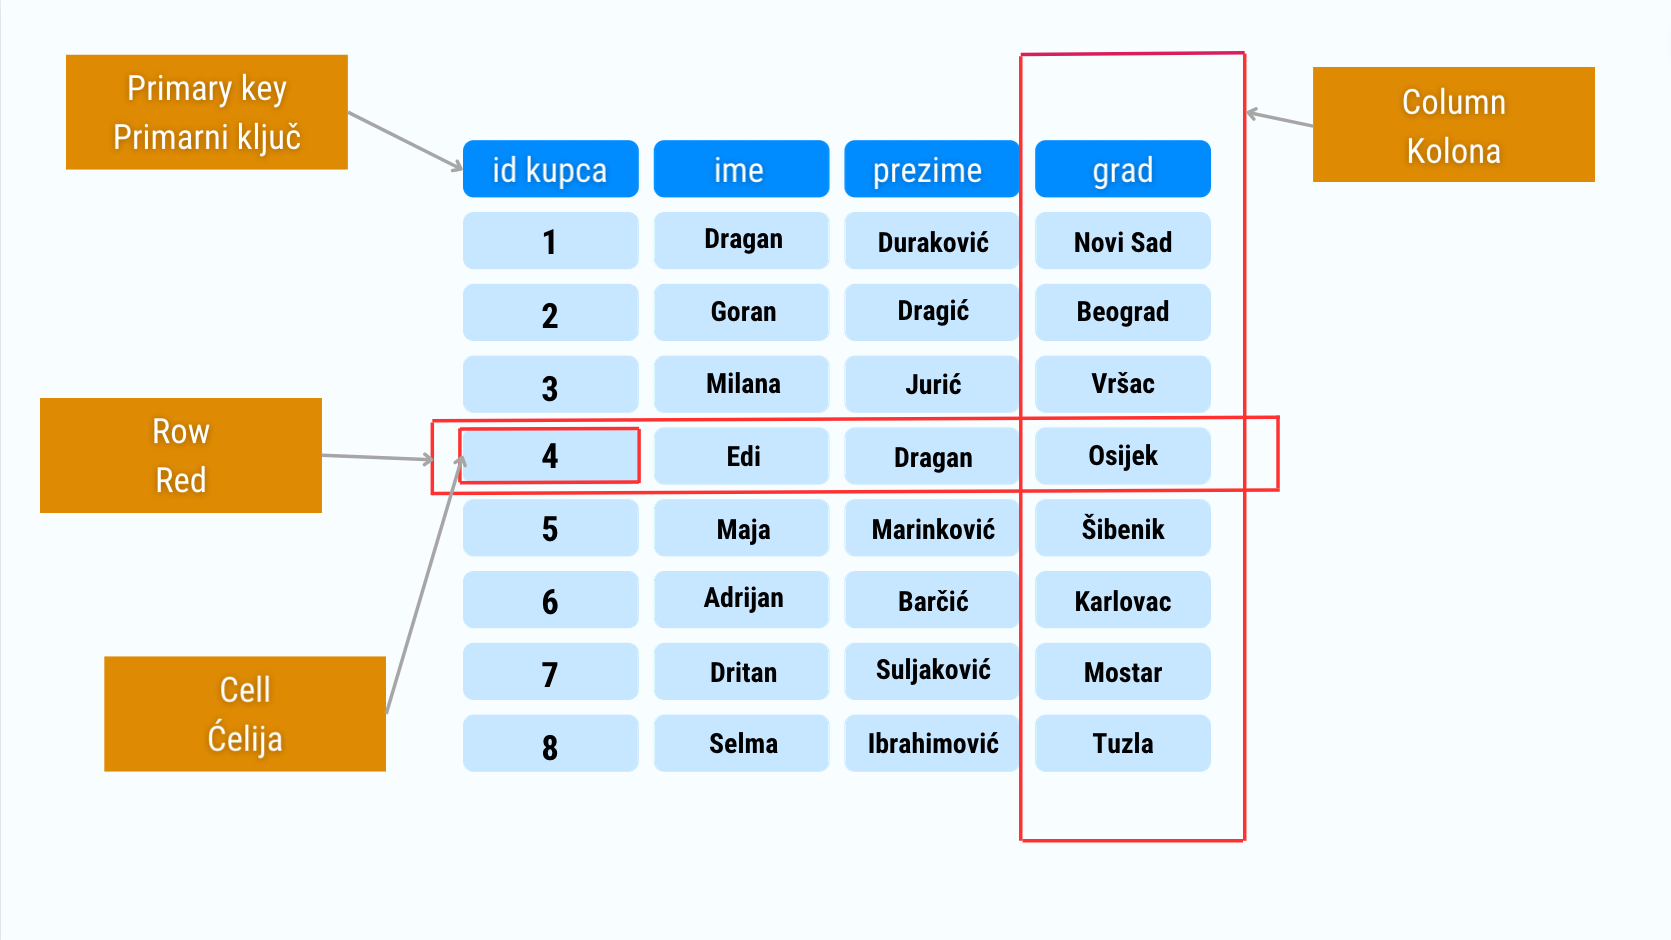 Primary key
Primarni ključ
Column
Kolona
id kupca ime prezime grad
1 Dragan Duraković Novi Sad
2 Goran Dragić Beograd
3 Milana Jurić Vršac
Row
Red
4 Edi Dragan Osijek
5 Maja Marinković Šibenik
6 Adrijan Barčić Karlovac
7 Dritan Suljaković Mostar
Cell
Ćelija
8 Selma Ibrahimović Tuzla